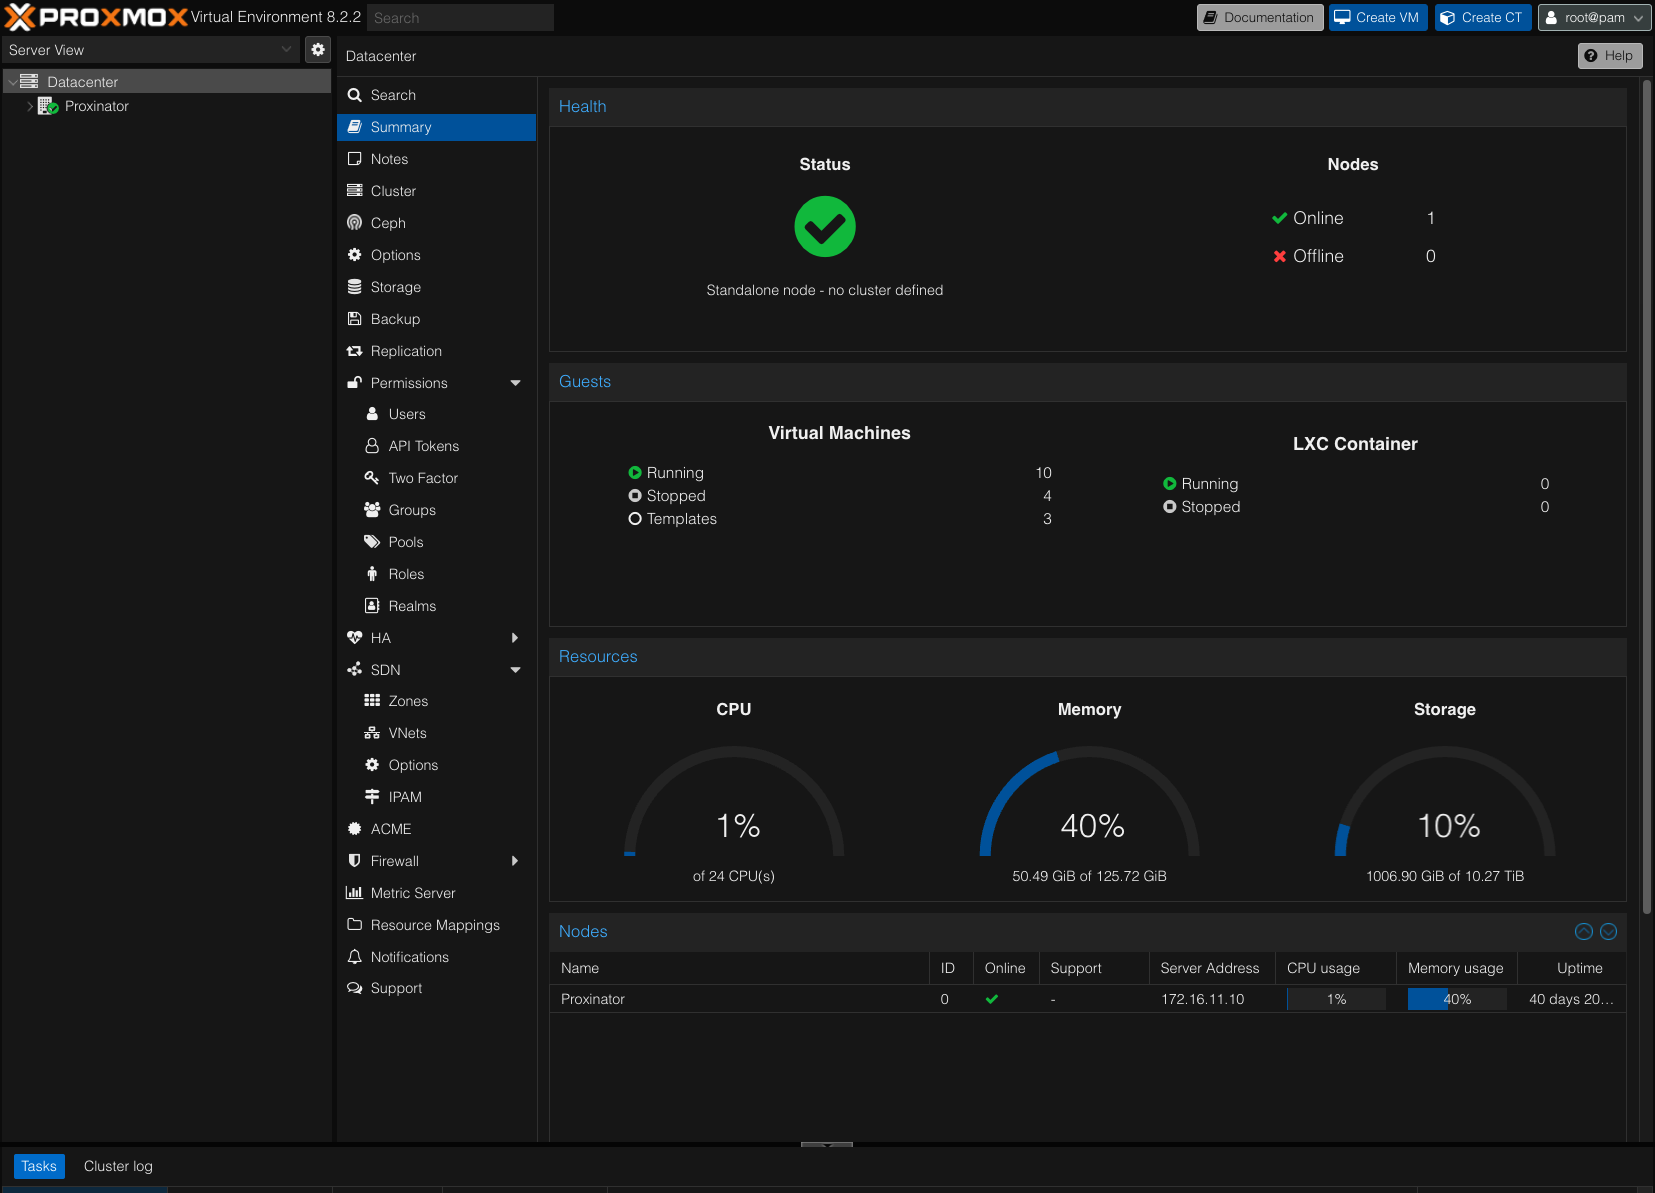 PROXMOX Virtual Environment 8.2.2
Search
Documentation
Create VM
Create CT
root@pam
Server View
Datacenter
Proxinator
Datacenter
Help
Search
Summary
Notes
Cluster
Ceph
Options
Storage
Backup
Replication
Permissions
Users
API Tokens
Two Factor
Groups
Pools
Roles
Realms
HA
SDN
Zones
VNets
Options
IPAM
ACME
Firewall
Metric Server
Resource Mappings
Notifications
Support
Health
Status
Standalone node - no cluster defined
Nodes
Online 1
Offline 0
Guests
Virtual Machines
Running 10
Stopped 4
Templates 3
LXC Container
Running 0
Stopped 0
Resources
CPU
1%
of 24 CPU(s)
Memory
40%
50.49 GiB of 125.72 GiB
Storage
10%
1006.90 GiB of 10.27 TiB
Nodes
Name ID Online Support Server Address CPU usage Memory usage Uptime
Proxinator 0 - 172.16.11.10 1% 40% 40 days 20...
Tasks
Cluster log